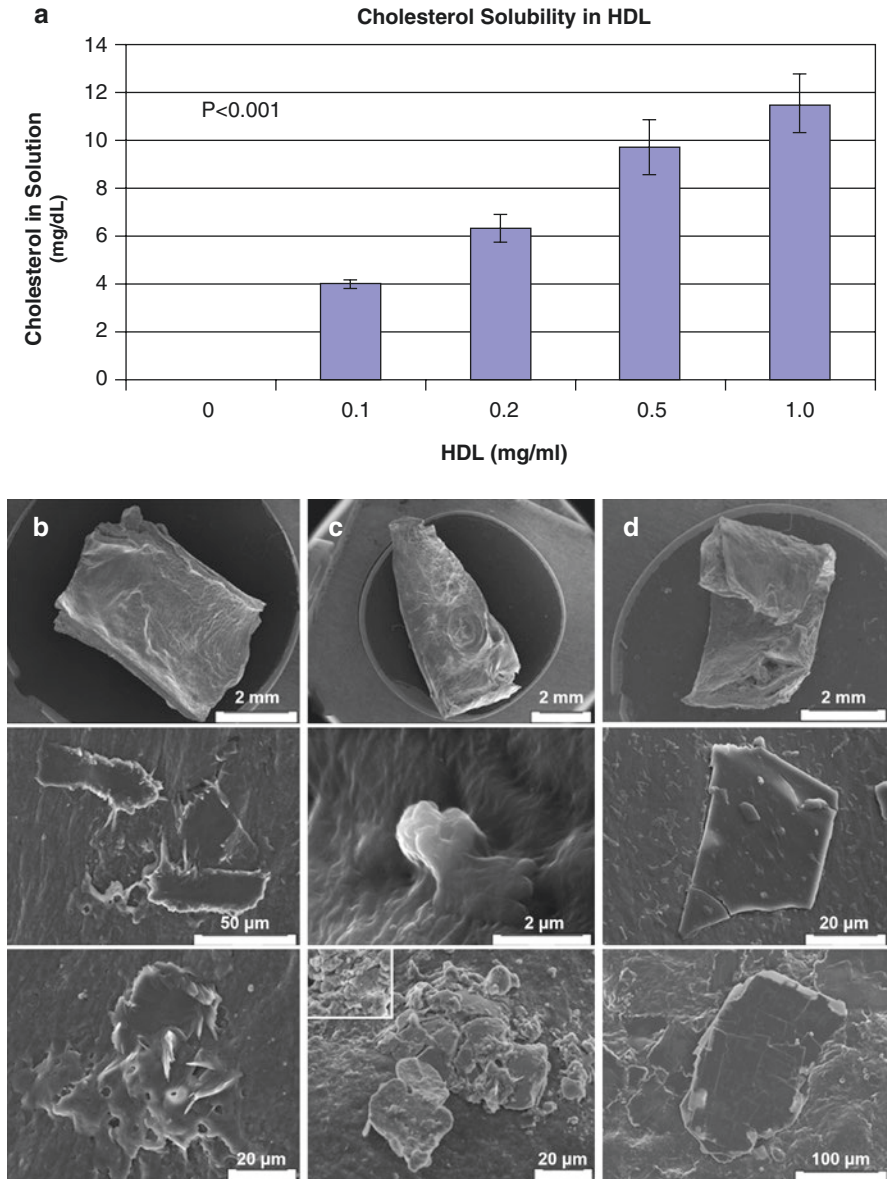 a
Cholesterol Solubility in HDL
14
12
10
8
6
4
2
0
P<0.001
Cholesterol in Solution
(mg/dL)
0 0.1 0.2 0.5 1.0
HDL (mg/ml)
b c d
2 mm 2 mm 2 mm
50 µm 2 µm 20 µm
20 µm 20 µm 100 µm